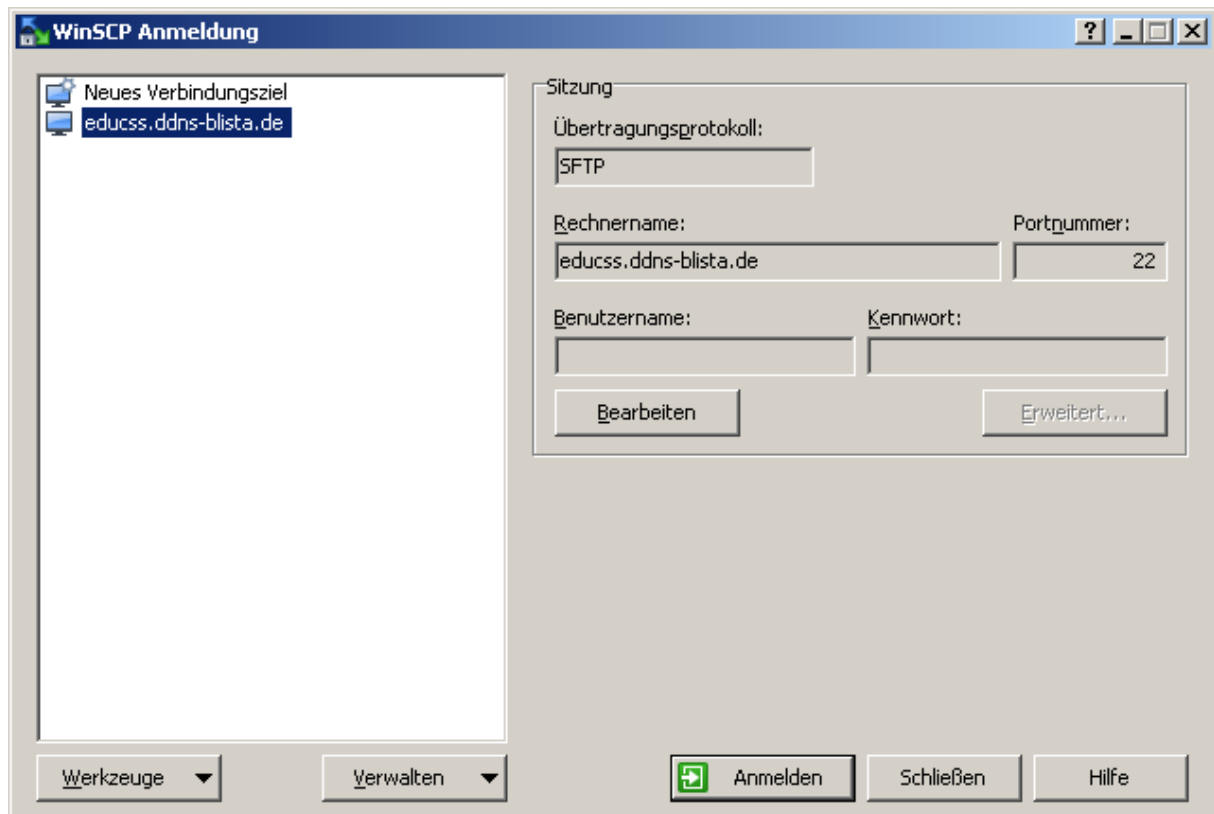 WinSCP Anmeldung
Neues Verbindungsziel
educss.ddns-blista.de
Sitzung
Übertragungsprotokoll:
SFTP
Rechnername: Portnummer:
educss.ddns-blista.de 22
Benutzername: Kennwort:
Bearbeiten Erweitert...
Werkzeuge Verwalten Anmelden Schließen Hilfe